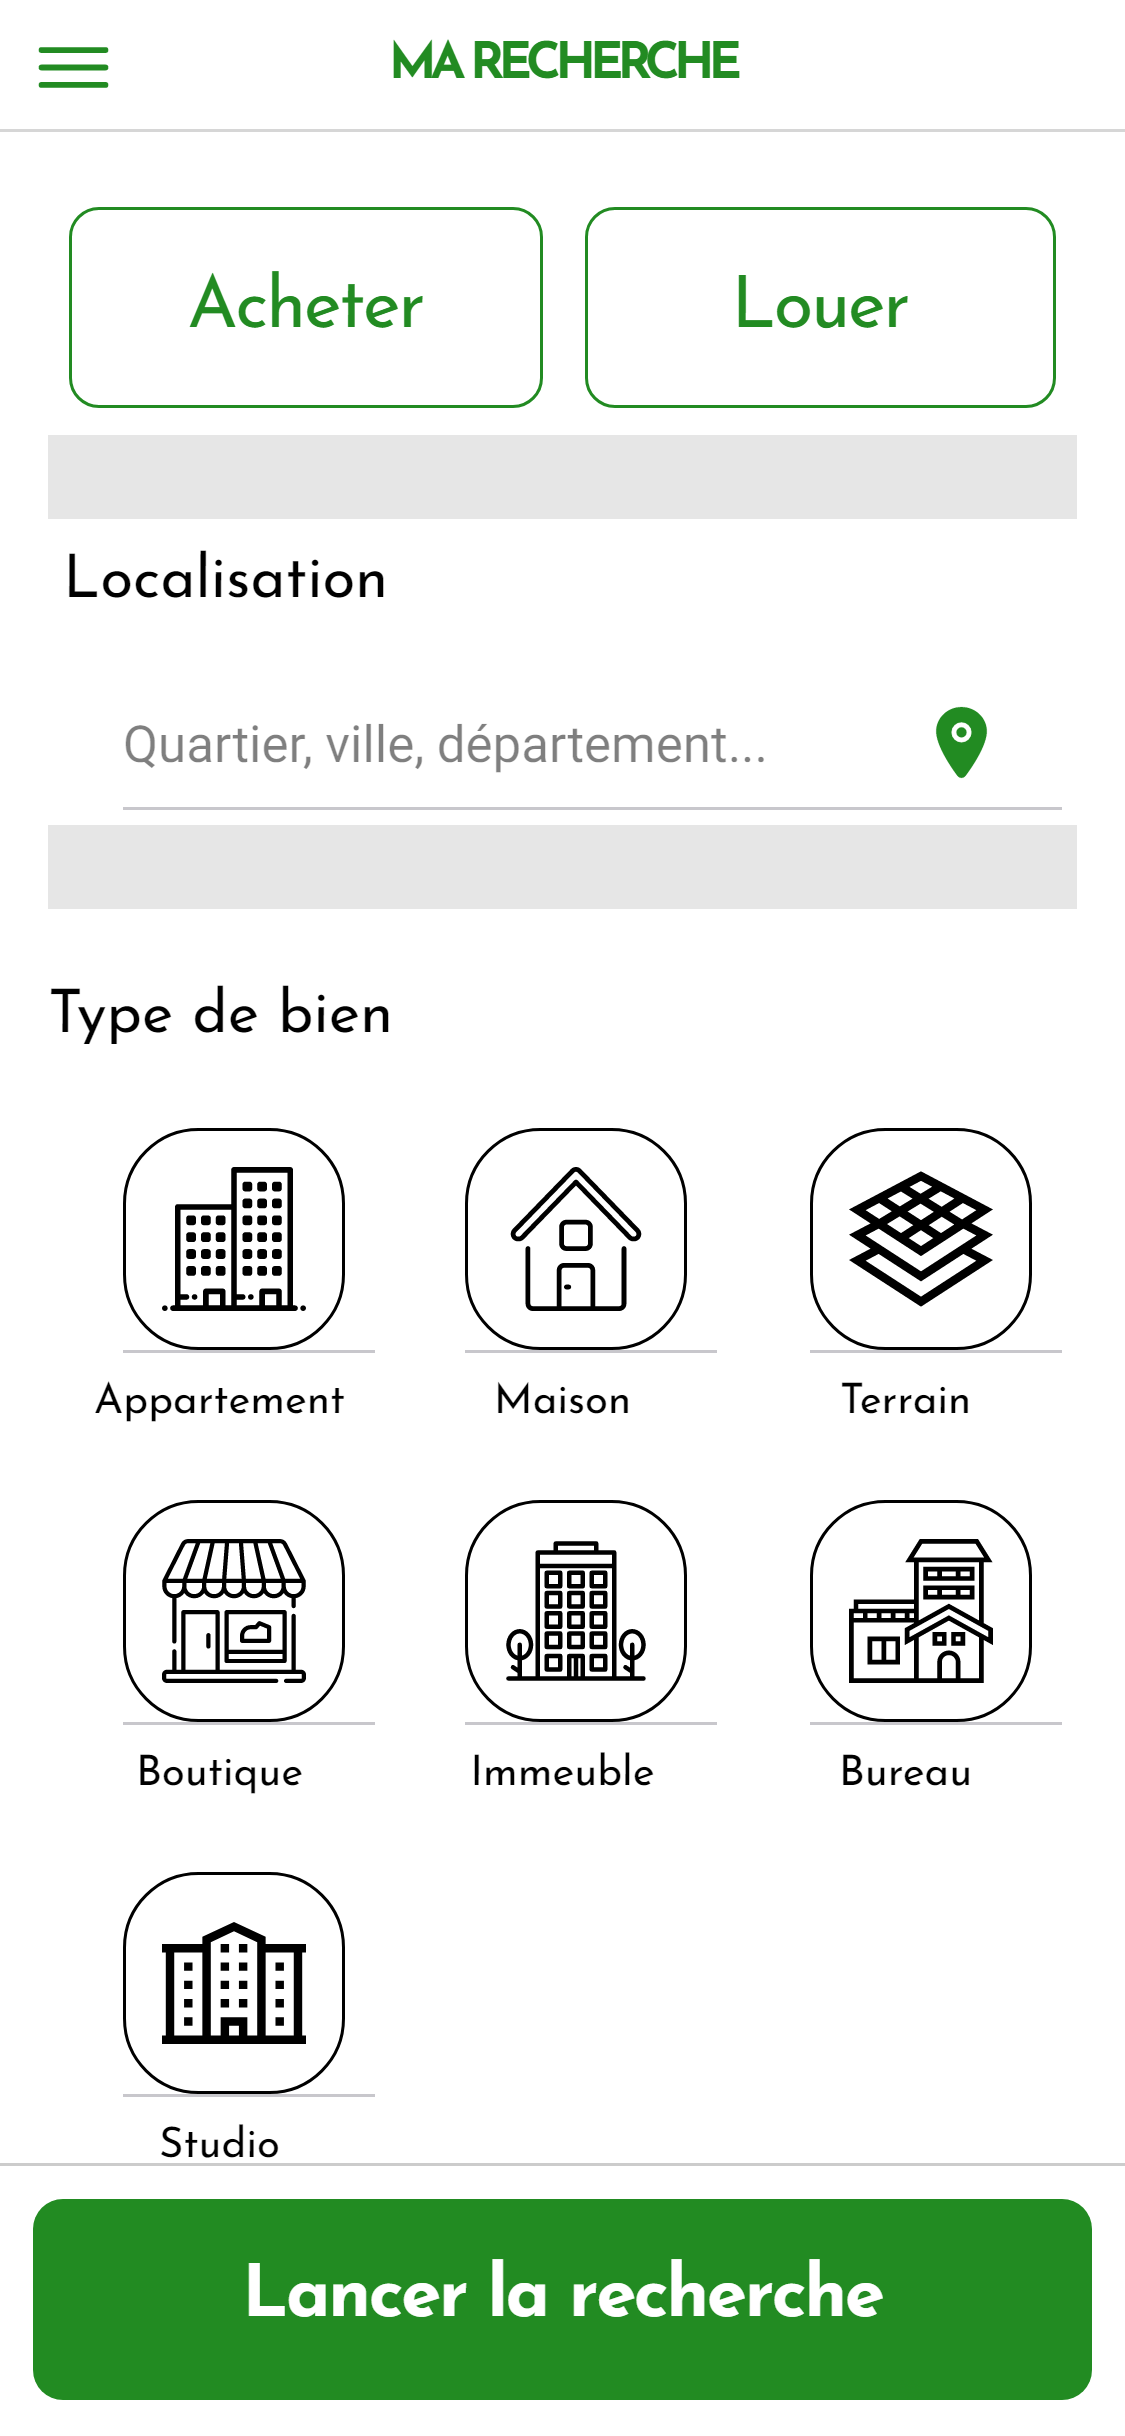 MA RECHERCHE
Acheter
Louer
Localisation
Quartier, ville, département...
Type de bien
Appartement
Maison
Terrain
Boutique
Immeuble
Bureau
Studio
Lancer la recherche